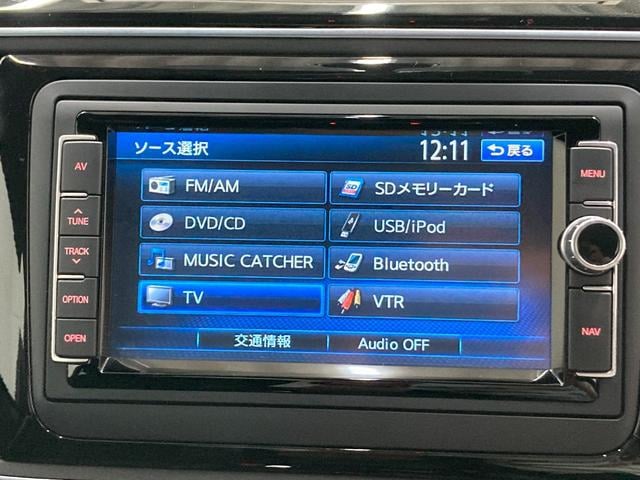 ソース選択
12:11
戻る
FM/AM
SDメモリーカード
DVD/CD
USB/iPod
MUSIC CATCHER
Bluetooth
TV
VTR
交通情報
Audio OFF
AV
TUNE
TRACK
OPTION
OPEN
MENU
NAV
SD